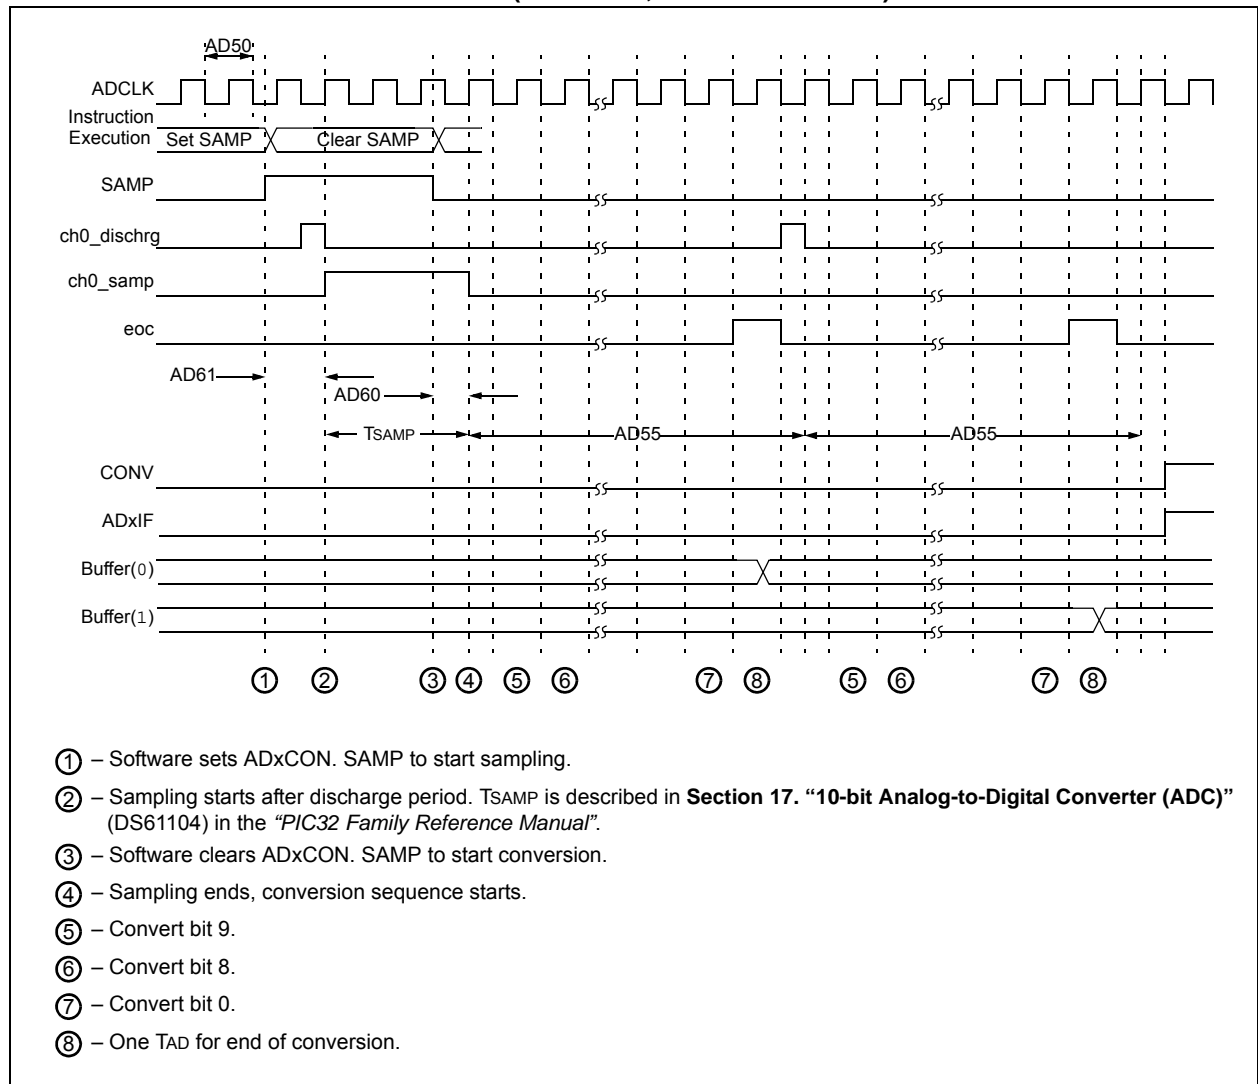 AD50
ADCLK
Instruction
Execution Set SAMP Clear SAMP
SAMP
ch0_dischrg
ch0_samp
eoc
AD61
AD60
TSAMP AD55 AD55
CONV
ADxIF
Buffer(0)
Buffer(1)
① ② ③ ④ ⑤ ⑥ ⑦ ⑧ ⑤ ⑥ ⑦ ⑧
① – Software sets ADxCON. SAMP to start sampling.
② – Sampling starts after discharge period. TSAMP is described in Section 17. “10-bit Analog-to-Digital Converter (ADC)”
(DS61104) in the “PIC32 Family Reference Manual”.
③ – Software clears ADxCON. SAMP to start conversion.
④ – Sampling ends, conversion sequence starts.
⑤ – Convert bit 9.
⑥ – Convert bit 8.
⑦ – Convert bit 0.
⑧ – One TAD for end of conversion.